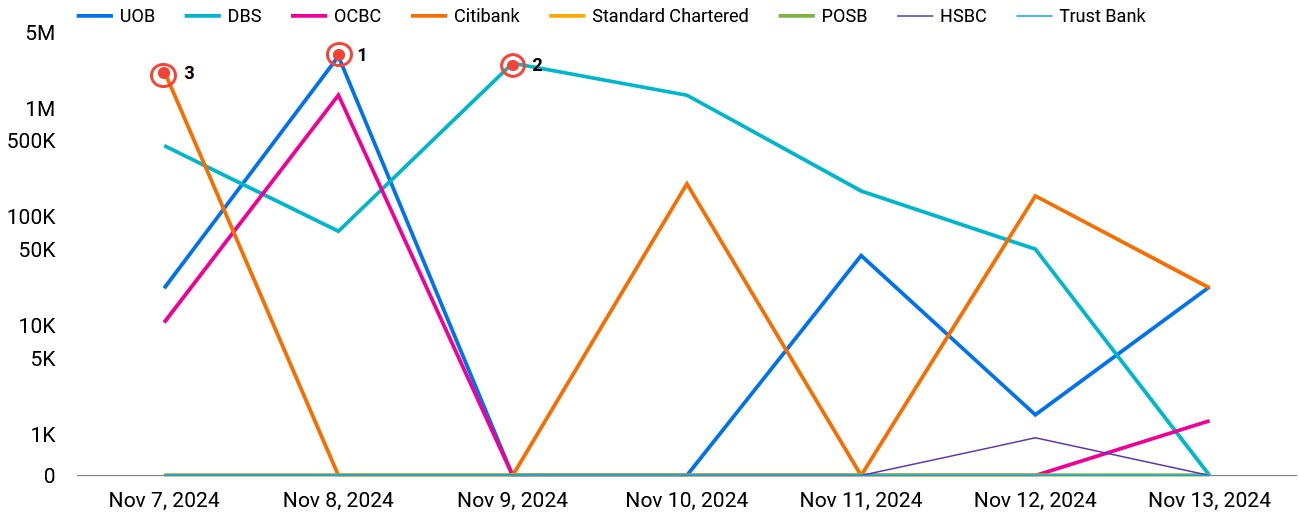 UOB DBS OCBC Citibank Standard Chartered POSB HSBC Trust Bank
5M
1
2
3
1M
500K
100K
50K
10K
5K
1K
0
Nov 7, 2024 Nov 8, 2024 Nov 9, 2024 Nov 10, 2024 Nov 11, 2024 Nov 12, 2024 Nov 13, 2024